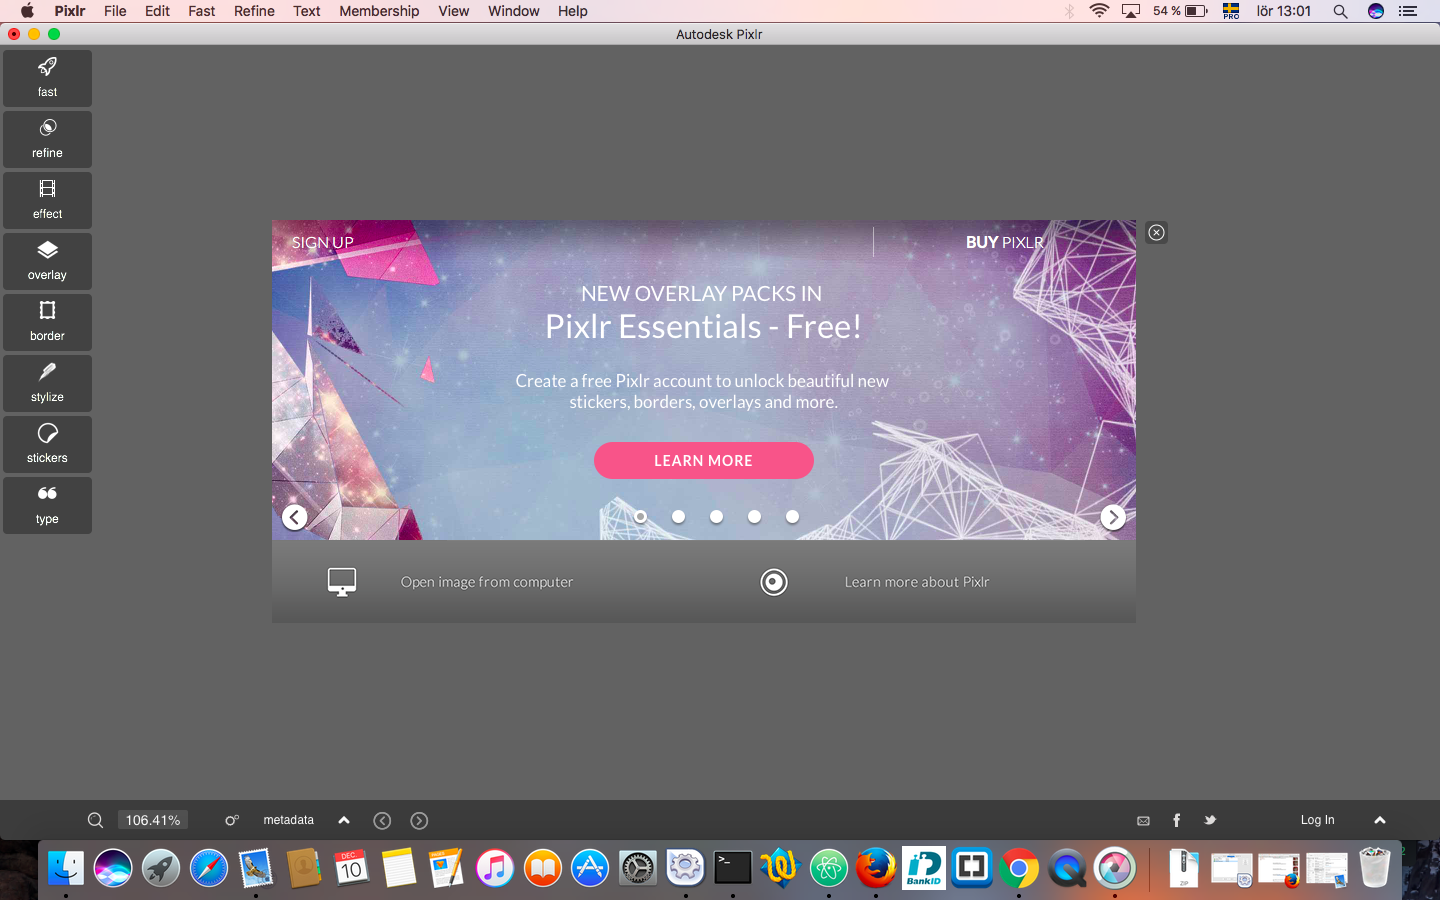 Pixlr File Edit Fast Refine Text Membership View Window Help 54 % PRO lör 13:01
Autodesk Pixlr
fast
refine
effect
overlay
border
stylize
stickers
type
SIGN UP
BUY PIXLR
NEW OVERLAY PACKS IN
Pixlr Essentials - Free!
Create a free Pixlr account to unlock beautiful new
stickers, borders, overlays and more.
LEARN MORE
Open image from computer
Learn more about Pixlr
106.41%
metadata
Log In
DEC.
10
>_
BankID
ZIP